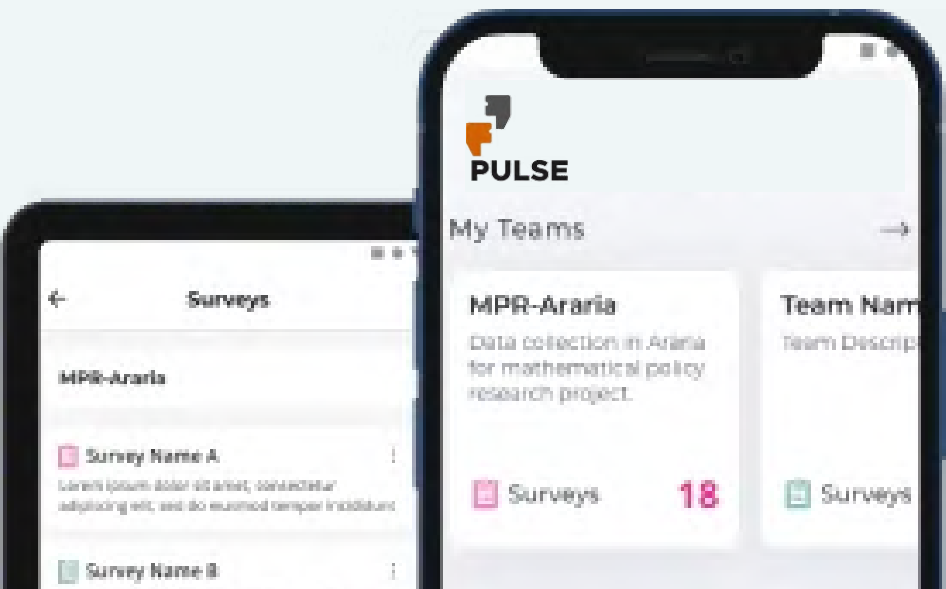 PULSE
My Teams →
MPR-Araria
Data collection in Araria
for mathematical policy
research project.
Surveys 18
Team Nam
Team Descrip
Surveys
← Surveys
MPR-Araria
Survey Name A
Lorem ipsum dolor sit amet, consectetur
adipiscing elit, sed do eiusmod tempor incididunt
Survey Name B